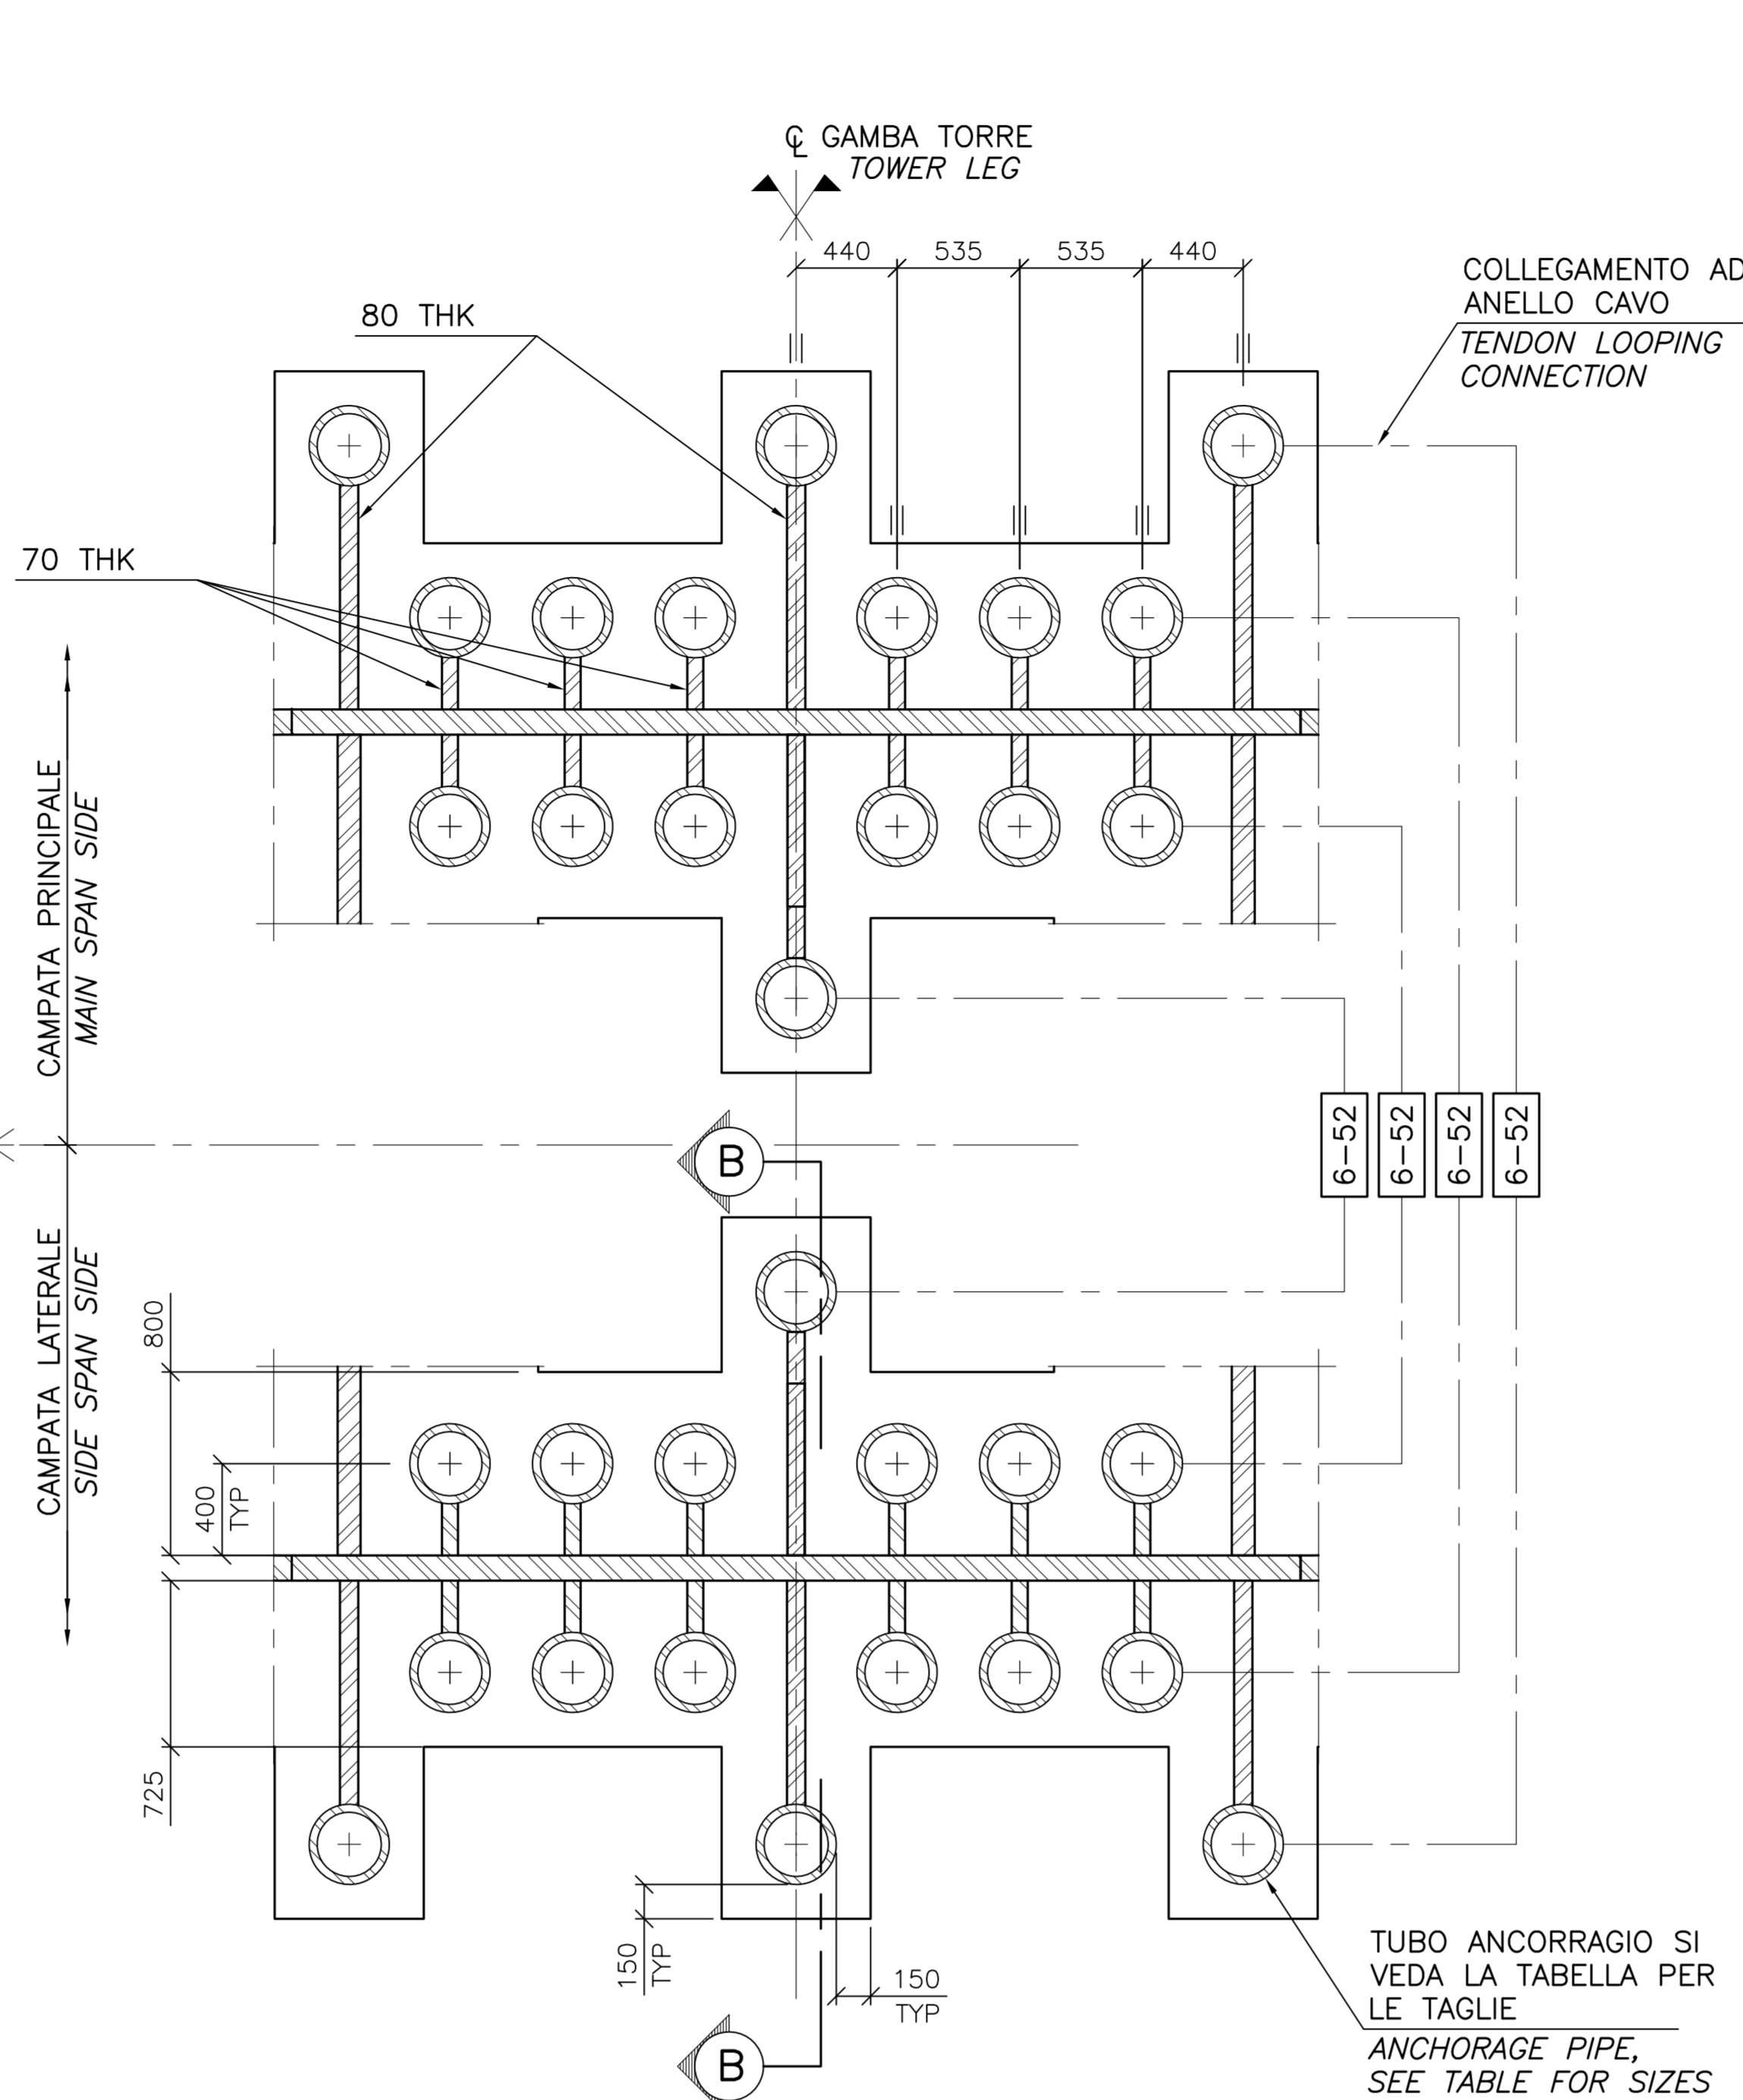 ℄ GAMBA TORRE
TOWER LEG
440 535 535 440
COLLEGAMENTO AD
ANELLO CAVO
TENDON LOOPING
CONNECTION
80 THK
70 THK
CAMPATA PRINCIPALE
MAIN SPAN SIDE
6-52
6-52
6-52
6-52
B
CAMPATA LATERALE
SIDE SPAN SIDE
800
400
TYP
725
150
TYP
150
TYP
TUBO ANCORRAGIO SI
VEDA LA TABELLA PER
LE TAGLIE
ANCHORAGE PIPE,
SEE TABLE FOR SIZES
B